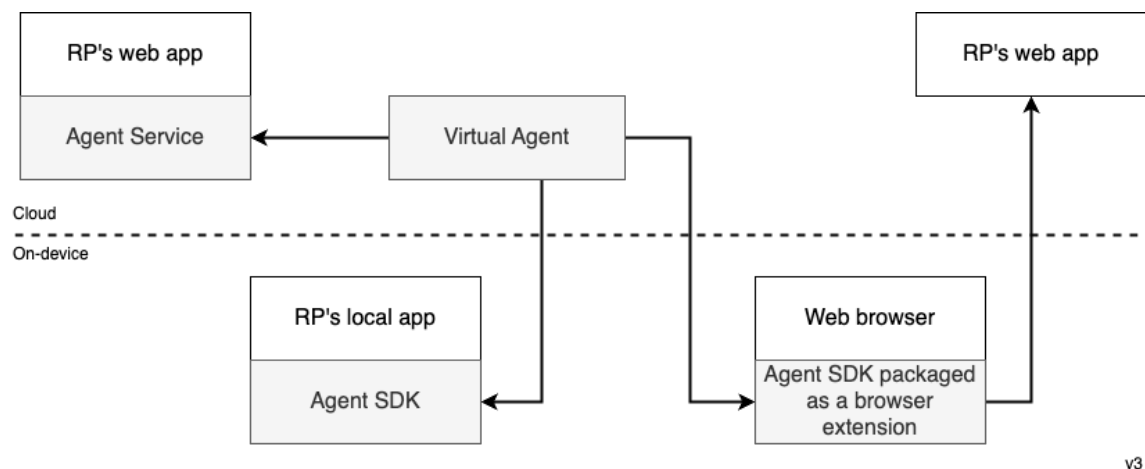 RP's web app
RP's web app
Agent Service
Virtual Agent
Cloud
On-device
RP's local app
Web browser
Agent SDK
Agent SDK packaged
as a browser
extension
v3